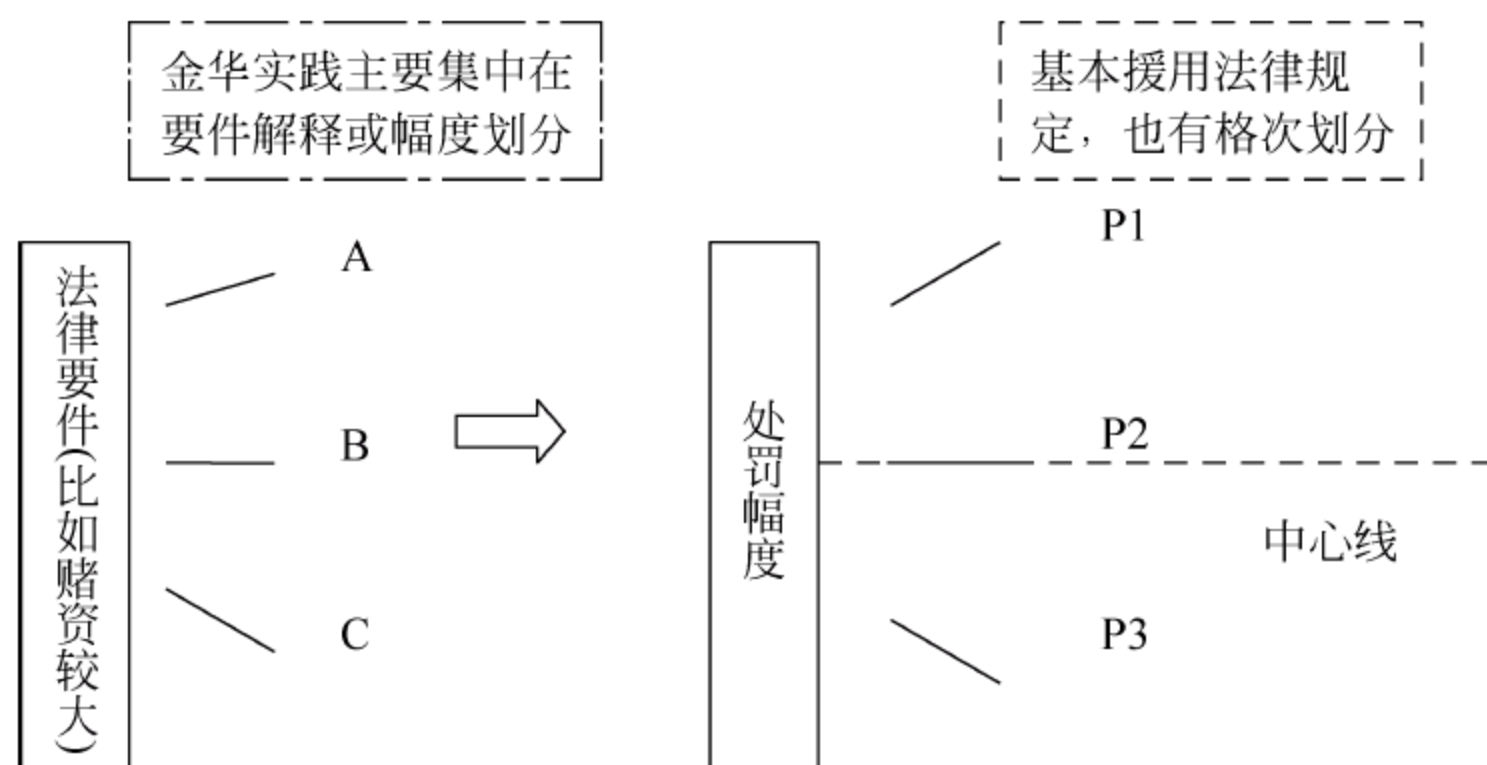 金华实践主要集中在
要件解释或幅度划分
基本援用法律规
定，也有格次划分
法律要件(比如赌资较大)
A
B
C
处罚幅度
P1
P2
中心线
P3